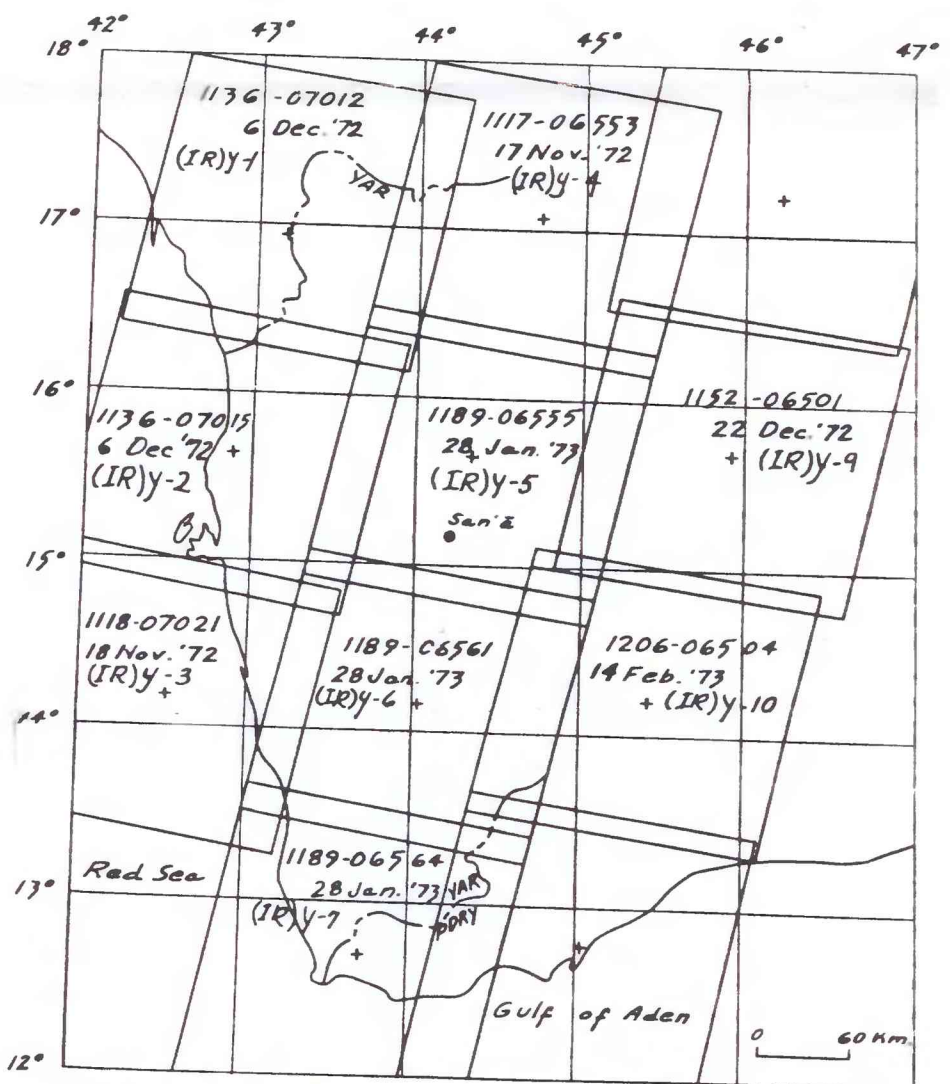 42° 43° 44° 45° 46° 47°
18°
1136-07012
6 Dec. '72
(IR)Y-1
1117-06553
17 Nov. '72
(IR)Y-4
YAR
17°
16°
1136-07015
6 Dec '72
(IR)Y-2
1189-06555
28 Jan. '73
(IR)Y-5
San'ā
1152-06501
22 Dec. '72
(IR)Y-9
15°
1118-07021
18 Nov. '72
(IR)Y-3
1189-06561
28 Jan. '73
(IR)Y-6
1206-06504
14 Feb. '73
(IR)Y-10
14°
Red Sea
13°
1189-06564
28 Jan. '73
(IR)Y-7
YAR
PDRY
Gulf of Aden
0 60 Km.
12°